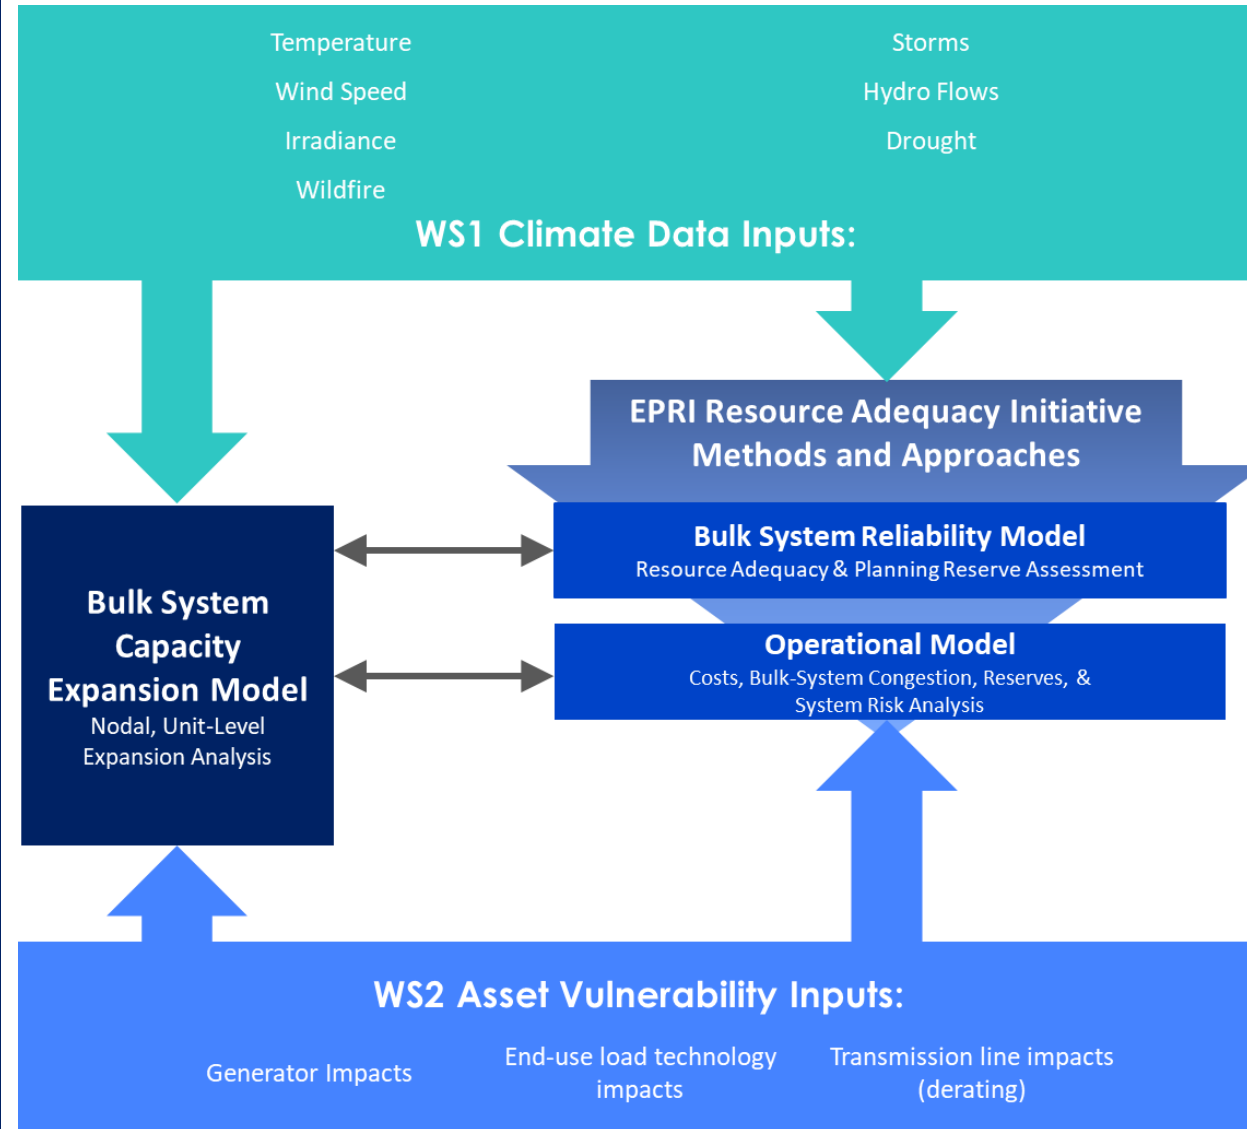 Temperature
Wind Speed
Irradiance
Wildfire
Storms
Hydro Flows
Drought
WS1 Climate Data Inputs:
EPRI Resource Adequacy Initiative
Methods and Approaches
Bulk System Reliability Model
Resource Adequacy & Planning Reserve Assessment
Bulk System
Capacity
Expansion Model
Nodal, Unit-Level
Expansion Analysis
Operational Model
Costs, Bulk-System Congestion, Reserves, &
System Risk Analysis
WS2 Asset Vulnerability Inputs:
Generator Impacts
End-use load technology
impacts
Transmission line impacts
(derating)